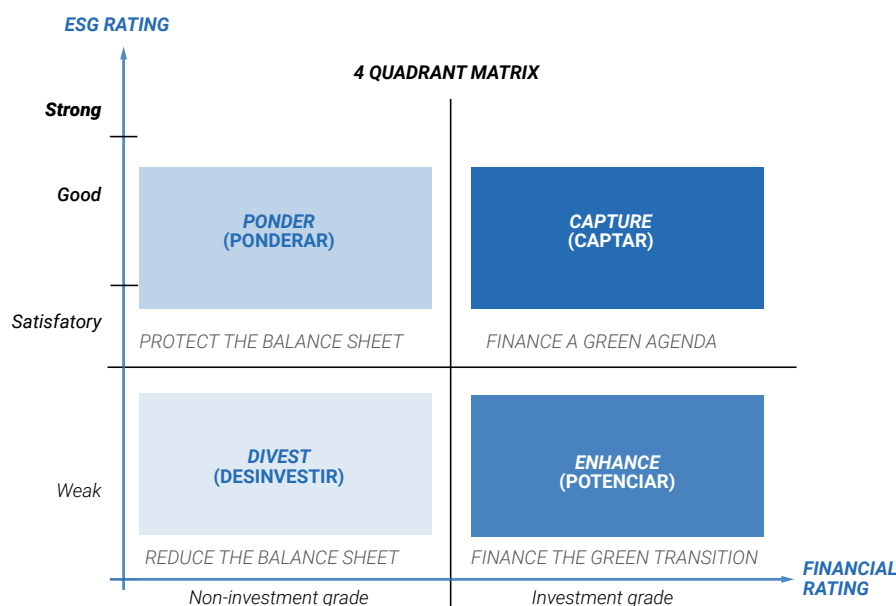 ESG RATING
4 QUADRANT MATRIX
Strong
Good
PONDER
(PONDERAR)
CAPTURE
(CAPTAR)
Satisfatory
PROTECT THE BALANCE SHEET
FINANCE A GREEN AGENDA
DIVEST
(DESINVESTIR)
ENHANCE
(POTENCIAR)
Weak
REDUCE THE BALANCE SHEET
FINANCE THE GREEN TRANSITION
FINANCIAL
RATING
Non-investment grade
Investment grade